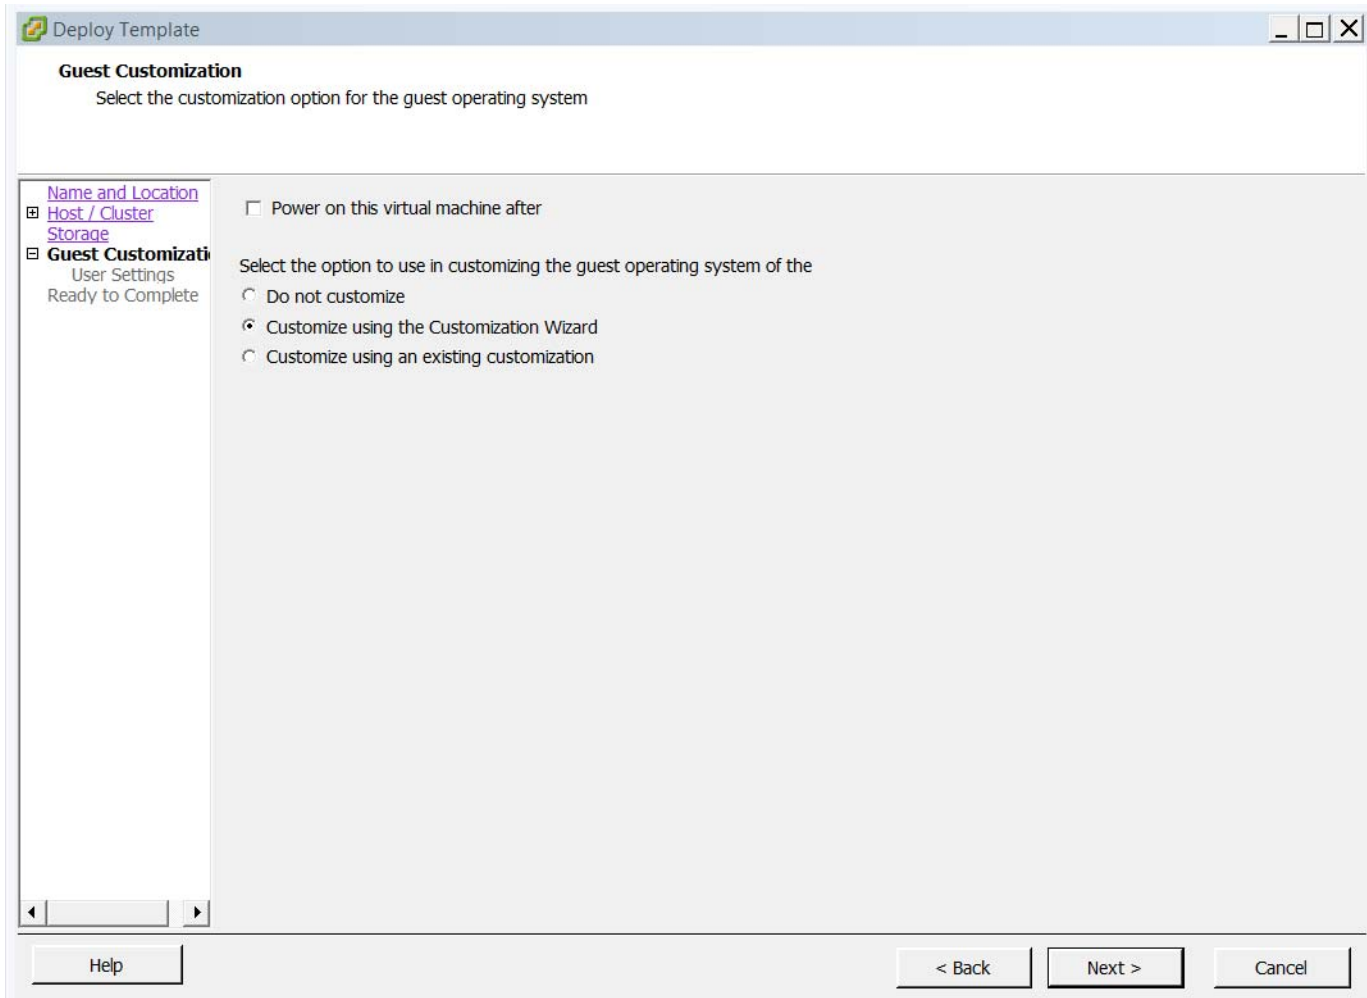 Deploy Template
Guest Customization
Select the customization option for the guest operating system
Name and Location
Host / Cluster
Storage
Guest Customizati
User Settings
Ready to Complete
Power on this virtual machine after
Select the option to use in customizing the guest operating system of the
Do not customize
Customize using the Customization Wizard
Customize using an existing customization
Help
< Back
Next >
Cancel